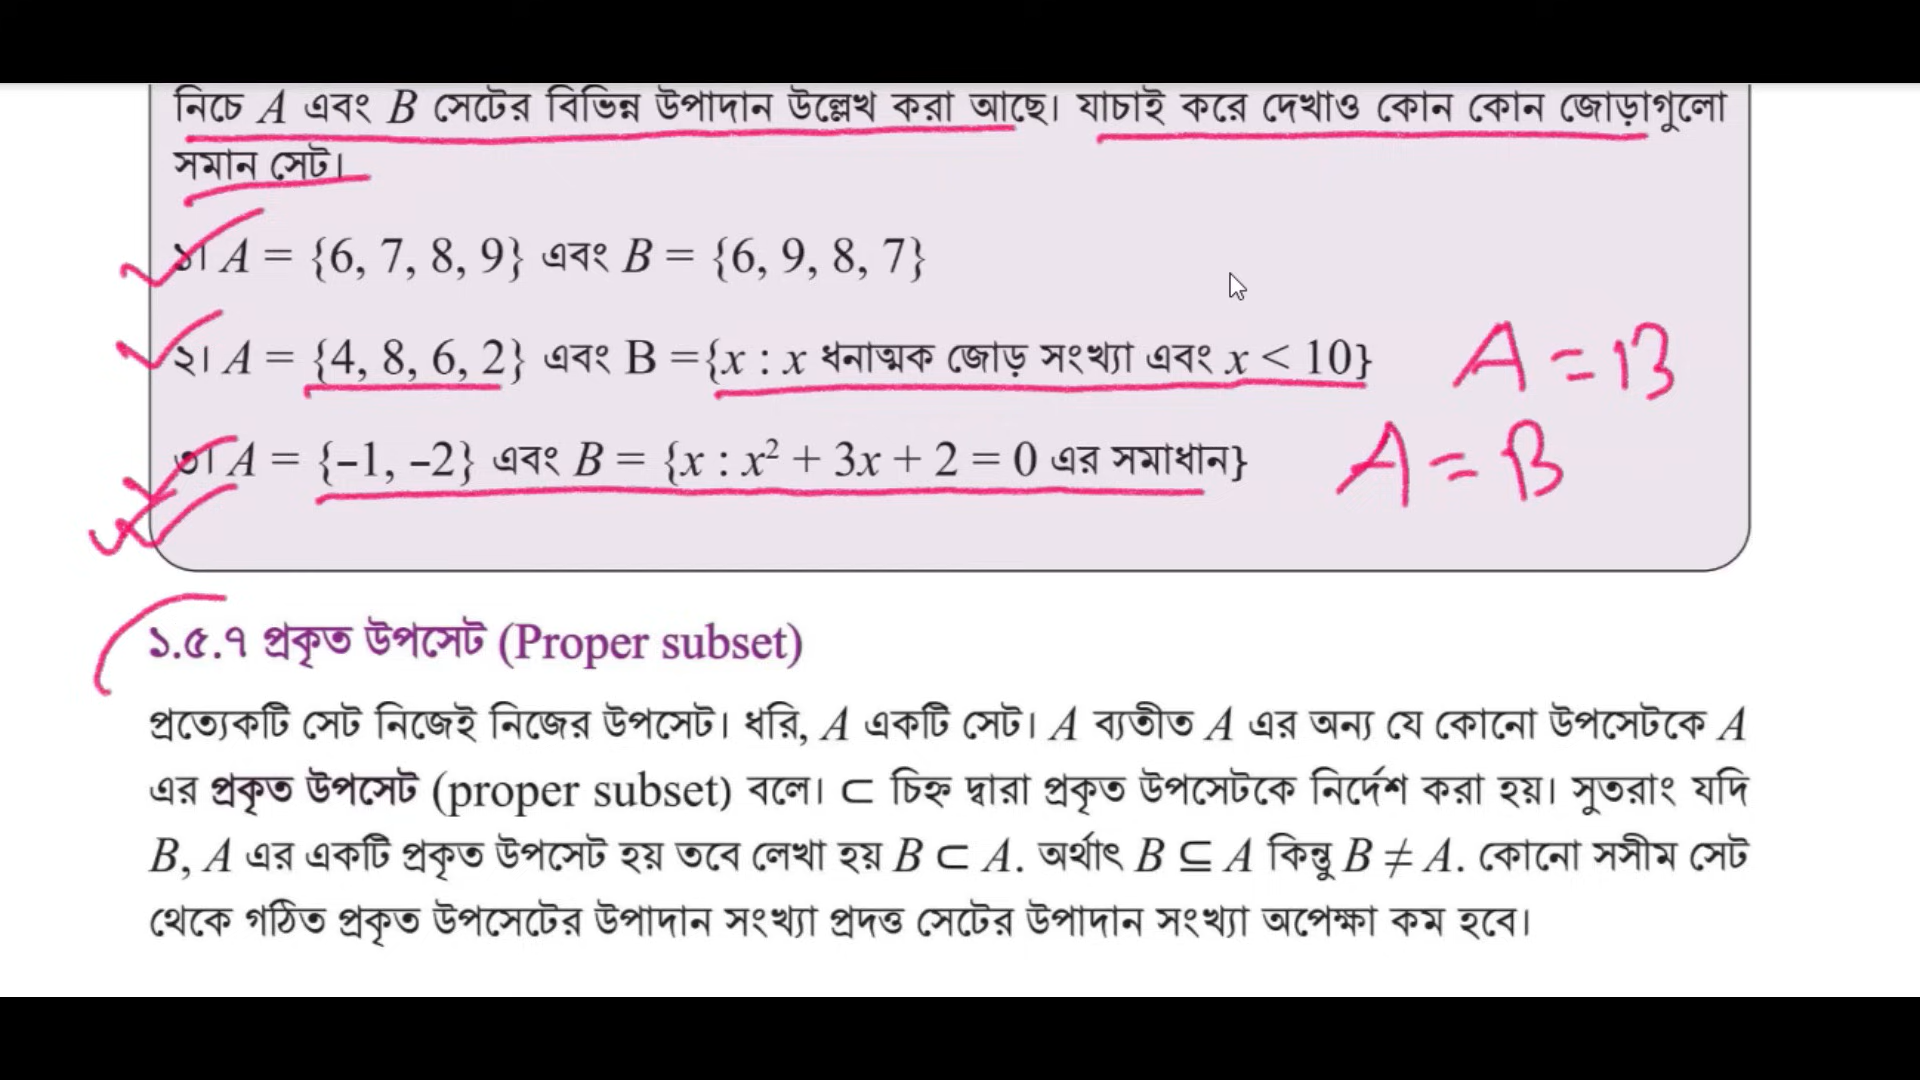 নিচে A এবং B সেটের বিভিন্ন উপাদান উল্লেখ করা আছে। যাচাই করে দেখাও কোন কোন জোড়াগুলো
সমান সেট।
১। A = {6, 7, 8, 9} এবং B = {6, 9, 8, 7}
২। A = {4, 8, 6, 2} এবং B ={x : x ধনাত্মক জোড় সংখ্যা এবং x < 10} A = B
৩। A = {–1, –2} এবং B = {x : x² + 3x + 2 = 0 এর সমাধান} A = B
১.৫.৭ প্রকৃত উপসেট (Proper subset)
প্রত্যেকটি সেট নিজেই নিজের উপসেট। ধরি, A একটি সেট। A ব্যতীত A এর অন্য যে কোনো উপসেটকে A
এর প্রকৃত উপসেট (proper subset) বলে। ⊂ চিহ্ন দ্বারা প্রকৃত উপসেটকে নির্দেশ করা হয়। সুতরাং যদি
B, A এর একটি প্রকৃত উপসেট হয় তবে লেখা হয় B ⊂ A. অর্থাৎ B ⊆ A কিন্তু B ≠ A. কোনো সসীম সেট
থেকে গঠিত প্রকৃত উপসেটের উপাদান সংখ্যা প্রদত্ত সেটের উপাদান সংখ্যা অপেক্ষা কম হবে।